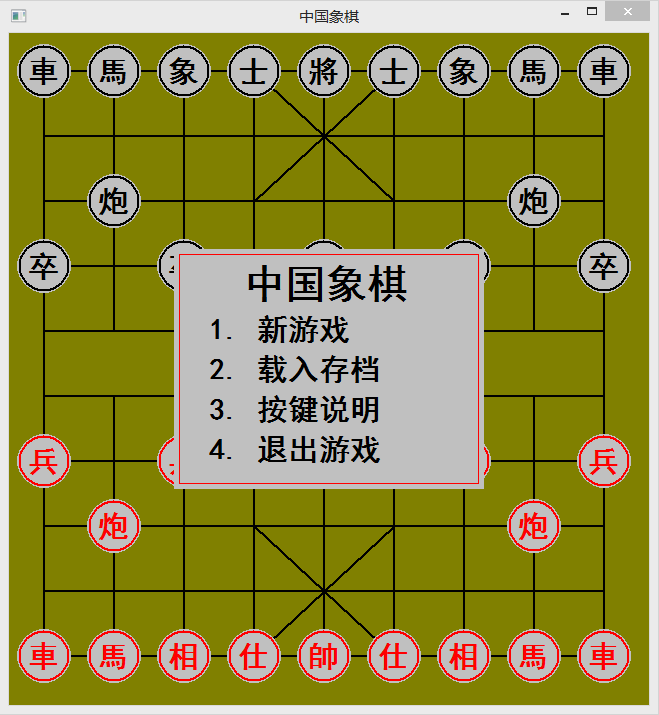 中国象棋
車 馬 象 士 將 士 象 馬 車
炮 炮
卒 卒
中国象棋
1. 新游戏
2. 载入存档
3. 按键说明
4. 退出游戏
兵 兵
炮 炮
車 馬 相 仕 帥 仕 相 馬 車